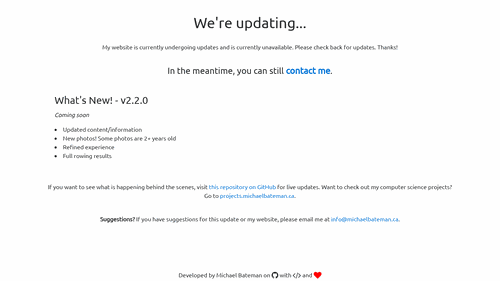 We're updating...
My website is currently undergoing updates and is currently unavailable. Please check back for updates. Thanks!
In the meantime, you can still contact me.
What's New! - v2.2.0
Coming soon
• Updated content/information
• New photos! Some photos are 2+ years old
• Refined experience
• Full rowing results
If you want to see what is happening behind the scenes, visit this repository on GitHub for live updates. Want to check out my computer science projects?
Go to projects.michaelbateman.ca.
Suggestions? If you have suggestions for this update or my website, please email me at info@michaelbateman.ca.
Developed by Michael Bateman on with </> and